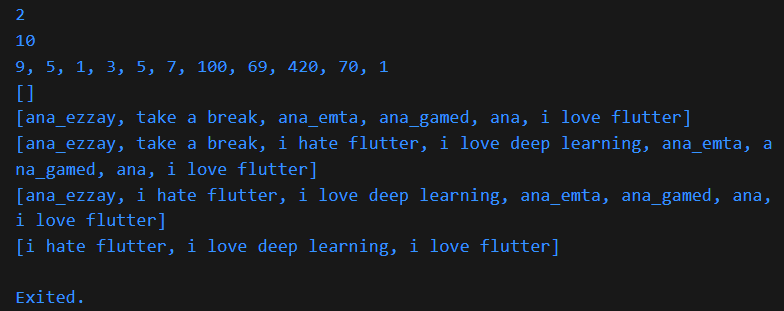 2
10
9, 5, 1, 3, 5, 7, 100, 69, 420, 70, 1
[]
[ana_ezzay, take a break, ana_emta, ana_gamed, ana, i love flutter]
[ana_ezzay, take a break, i hate flutter, i love deep learning, ana_emta, a
na_gamed, ana, i love flutter]
[ana_ezzay, i hate flutter, i love deep learning, ana_emta, ana_gamed, ana,
i love flutter]
[i hate flutter, i love deep learning, i love flutter]
Exited.